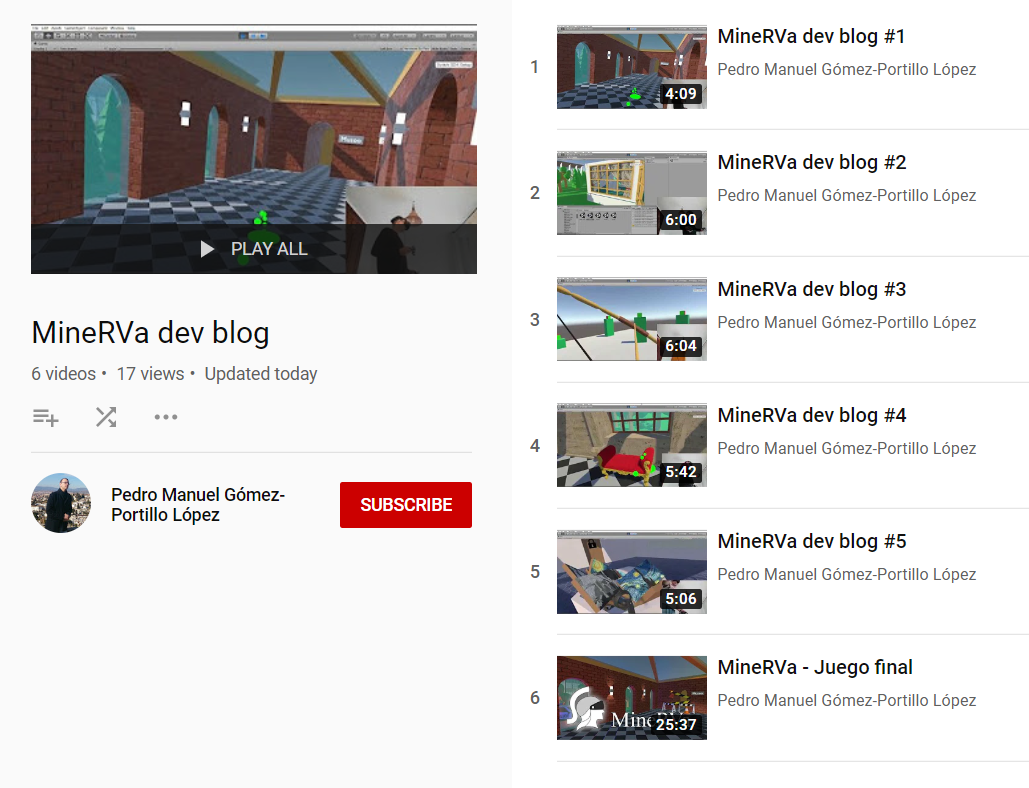 PLAY ALL
MineRVa dev blog
6 videos • 17 views • Updated today
Pedro Manuel Gómez-
Portillo López
SUBSCRIBE
1
4:09
MineRVa dev blog #1
Pedro Manuel Gómez-Portillo López
2
6:00
MineRVa dev blog #2
Pedro Manuel Gómez-Portillo López
3
6:04
MineRVa dev blog #3
Pedro Manuel Gómez-Portillo López
4
5:42
MineRVa dev blog #4
Pedro Manuel Gómez-Portillo López
5
5:06
MineRVa dev blog #5
Pedro Manuel Gómez-Portillo López
6
25:37
MineRVa - Juego final
Pedro Manuel Gómez-Portillo López